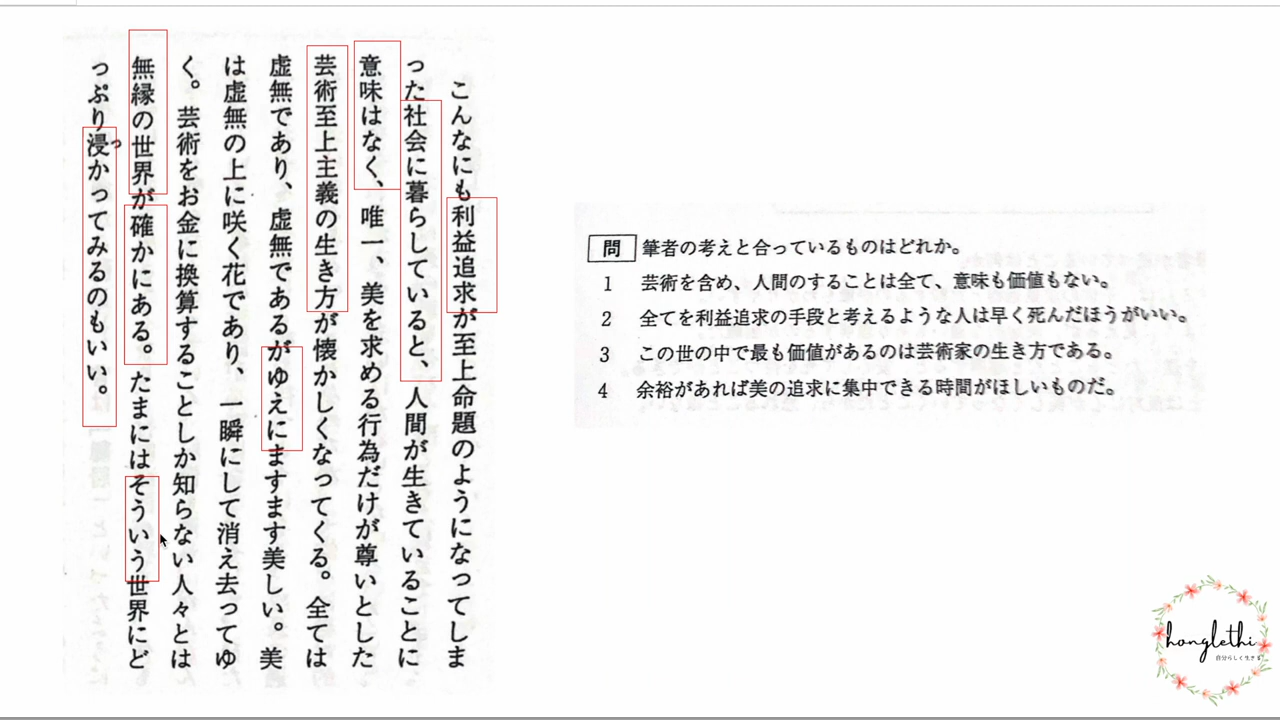 こんなにも利益追求が至上命題のようになってしま
った社会に暮らしていると、人間が生きていることに
意味はなく、唯一、美を求める行為だけが尊いとした
芸術至上主義の生き方が懐かしくなってくる。全ては
虚無であり、虚無であるがゆえにますます美しい。美
は虚無の上に咲く花であり、一瞬にして消え去ってゆ
く。芸術をお金に換算することしか知らない人々とは
無縁の世界が確かにある。たまにはそういう世界にど
っぷり浸かってみるのもいい。
つ
問 筆者の考えと合っているものはどれか。
1 芸術を含め、人間のすることは全て、意味も価値もない。
2 全てを利益追求の手段と考えるような人は早く死んだほうがいい。
3 この世の中で最も価値があるのは芸術家の生き方である。
4 余裕があれば美の追求に集中できる時間がほしいものだ。
honglethi
自分らしく生きる